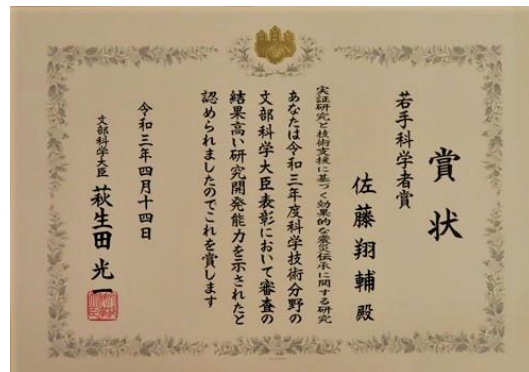 賞状
若手科学者賞
佐藤翔輔殿
実証研究と技術支援に基づく効果的な震災伝承に関する研究
あなたは令和三年度科学技術分野の
文部科学大臣表彰において審査の
結果高い研究開発能力を示されたと
認められましたのでこれを賞します
令和三年四月十四日
文部科学大臣 萩生田光一